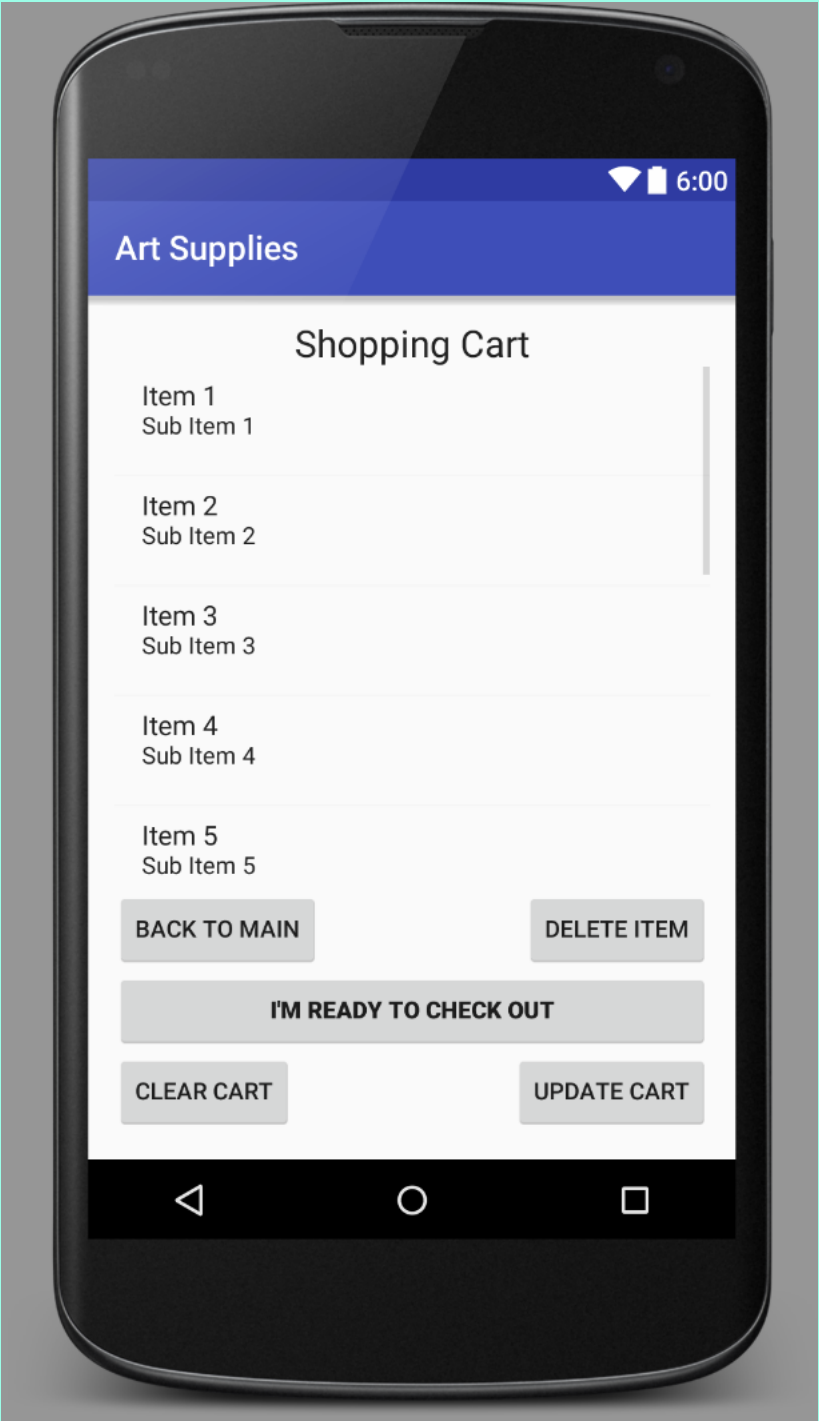 6:00
Art Supplies
Shopping Cart
Item 1
Sub Item 1
Item 2
Sub Item 2
Item 3
Sub Item 3
Item 4
Sub Item 4
Item 5
Sub Item 5
BACK TO MAIN
DELETE ITEM
I'M READY TO CHECK OUT
CLEAR CART
UPDATE CART